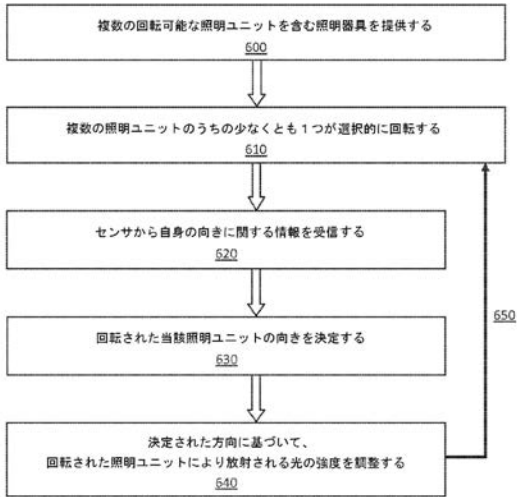 複数の回転可能な照明ユニットを含む照明器具を提供する
600
複数の照明ユニットのうちの少なくとも１つが選択的に回転する
610
センサから自身の向きに関する情報を受信する
620
回転された当該照明ユニットの向きを決定する
630
650
決定された方向に基づいて、
回転された照明ユニットにより放射される光の強度を調整する
640